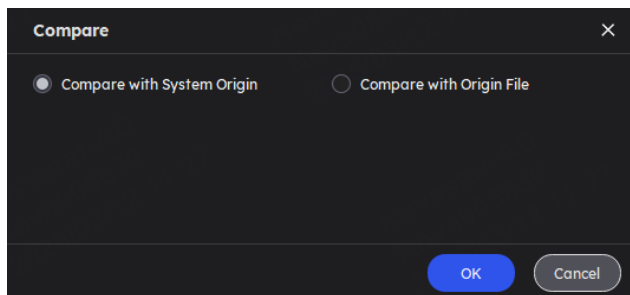 Compare
Compare with System Origin
Compare with Origin File
OK
Cancel